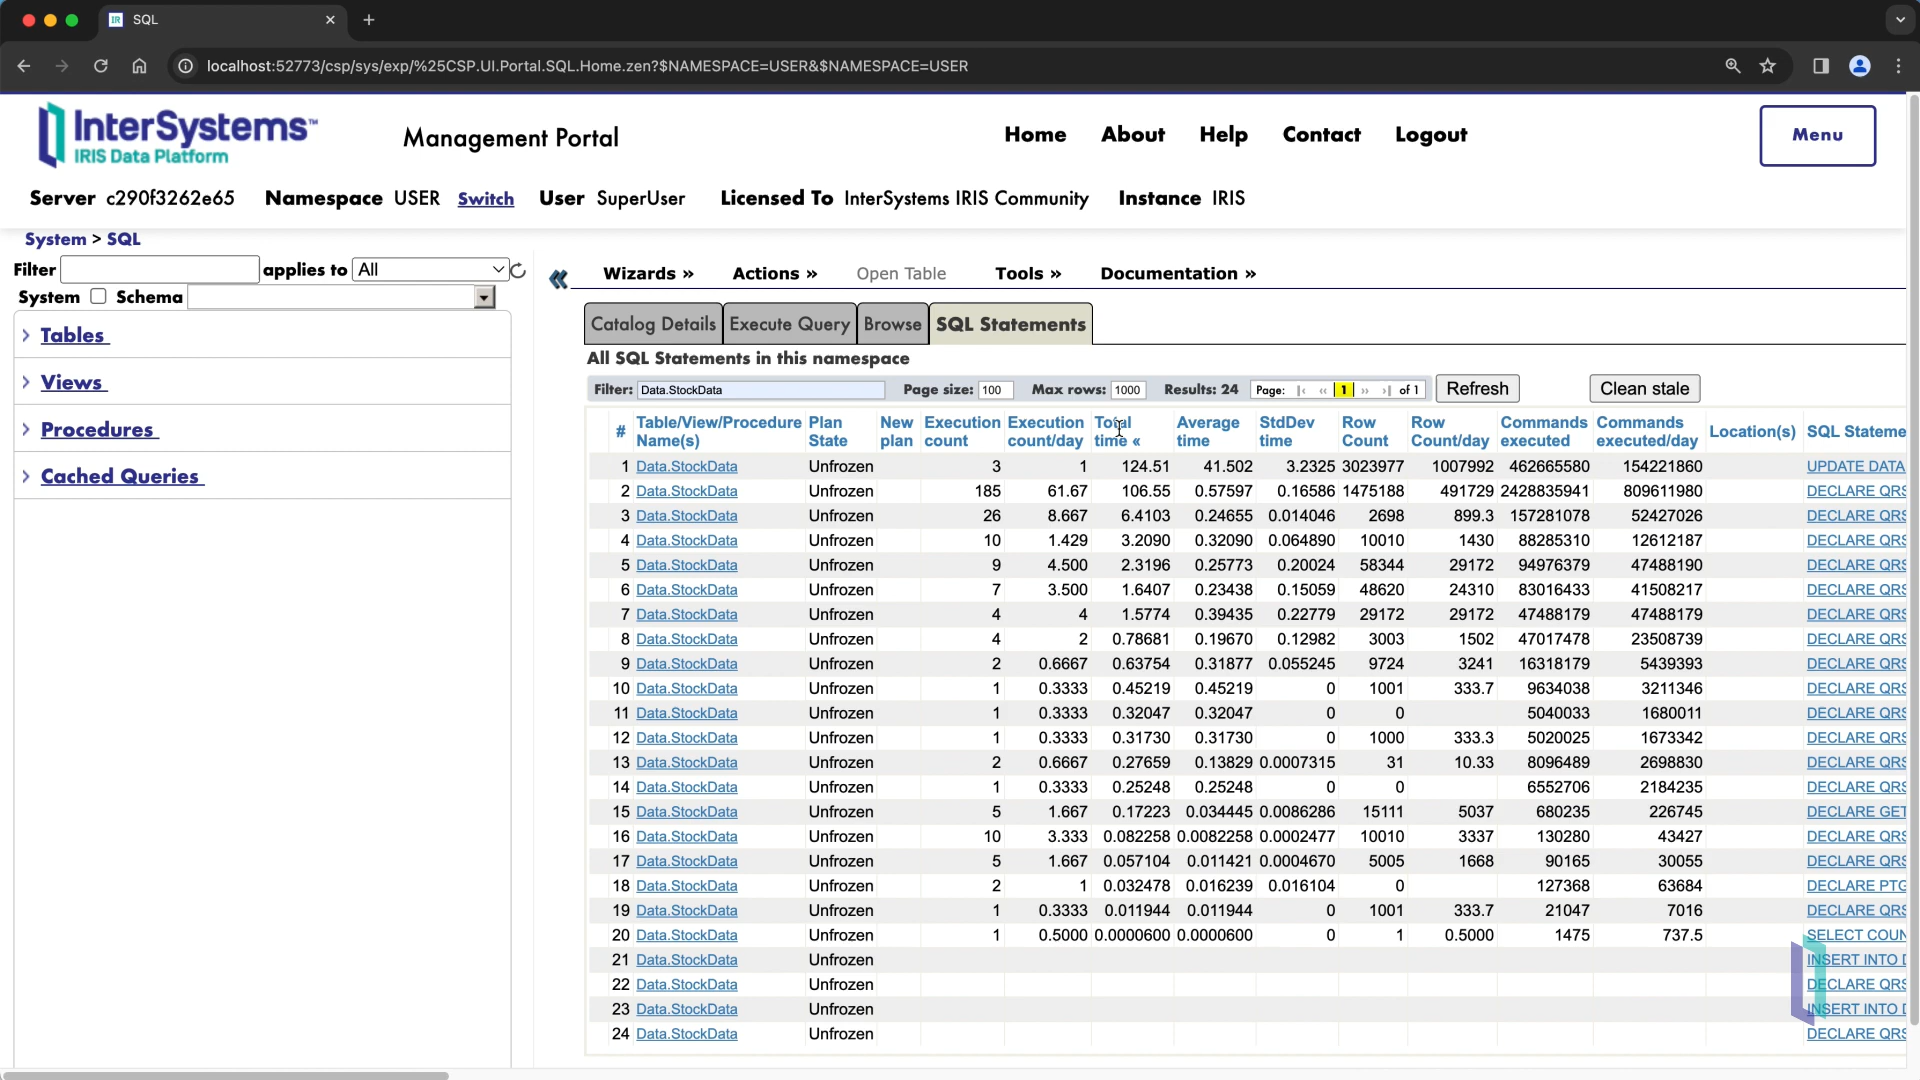 SQL
localhost:52773/csp/sys/exp/%25CSP.UI.Portal.SQL.Home.zen?$NAMESPACE=USER&$NAMESPACE=USER
InterSystems™
IRIS Data Platform
Management Portal
Home About Help Contact Logout
Menu
Server c290f3262e65 Namespace USER Switch User SuperUser Licensed To InterSystems IRIS Community Instance IRIS
System > SQL
Filter applies to All
System Schema
Tables
Views
Procedures
Cached Queries
Wizards » Actions » Open Table Tools » Documentation »
Catalog Details Execute Query Browse SQL Statements
All SQL Statements in this namespace
Filter: Data.StockData Page size: 100 Max rows: 1000 Results: 24 Page: |‹ ‹‹ 1 ›› ›| of 1 Refresh Clean stale
# Table/View/Procedure Name(s) Plan State New plan Execution count Execution count/day Total time « Average time StdDev time Row Count Row Count/day Commands executed Commands executed/day Location(s) SQL Stateme
1 Data.StockData Unfrozen 3 1 124.51 41.502 3.2325 3023977 1007992 462665580 154221860 UPDATE DATA
2 Data.StockData Unfrozen 185 61.67 106.55 0.57597 0.16586 1475188 491729 2428835941 809611980 DECLARE QRS
3 Data.StockData Unfrozen 26 8.667 6.4103 0.24655 0.014046 2698 899.3 157281078 52427026 DECLARE QRS
4 Data.StockData Unfrozen 10 1.429 3.2090 0.32090 0.064890 10010 1430 88285310 12612187 DECLARE QRS
5 Data.StockData Unfrozen 9 4.500 2.3196 0.25773 0.20024 58344 29172 94976379 47488190 DECLARE QRS
6 Data.StockData Unfrozen 7 3.500 1.6407 0.23438 0.15059 48620 24310 83016433 41508217 DECLARE QRS
7 Data.StockData Unfrozen 4 4 1.5774 0.39435 0.22779 29172 29172 47488179 47488179 DECLARE QRS
8 Data.StockData Unfrozen 4 2 0.78681 0.19670 0.12982 3003 1502 47017478 23508739 DECLARE QRS
9 Data.StockData Unfrozen 2 0.6667 0.63754 0.31877 0.055245 9724 3241 16318179 5439393 DECLARE QRS
10 Data.StockData Unfrozen 1 0.3333 0.45219 0.45219 0 1001 333.7 9634038 3211346 DECLARE QRS
11 Data.StockData Unfrozen 1 0.3333 0.32047 0.32047 0 0 5040033 1680011 DECLARE QRS
12 Data.StockData Unfrozen 1 0.3333 0.31730 0.31730 0 1000 333.3 5020025 1673342 DECLARE QRS
13 Data.StockData Unfrozen 2 0.6667 0.27659 0.13829 0.0007315 31 10.33 8096489 2698830 DECLARE QRS
14 Data.StockData Unfrozen 1 0.3333 0.25248 0.25248 0 0 6552706 2184235 DECLARE QRS
15 Data.StockData Unfrozen 5 1.667 0.17223 0.034445 0.0086286 15111 5037 680235 226745 DECLARE GET
16 Data.StockData Unfrozen 10 3.333 0.082258 0.0082258 0.0002477 10010 3337 130280 43427 DECLARE QRS
17 Data.StockData Unfrozen 5 1.667 0.057104 0.011421 0.0004670 5005 1668 90165 30055 DECLARE QRS
18 Data.StockData Unfrozen 2 1 0.032478 0.016239 0.016104 0 127368 63684 DECLARE PTG
19 Data.StockData Unfrozen 1 0.3333 0.011944 0.011944 0 1001 333.7 21047 7016 DECLARE QRS
20 Data.StockData Unfrozen 1 0.5000 0.0000600 0.0000600 0 1 0.5000 1475 737.5 SELECT COUN
21 Data.StockData Unfrozen INSERT INTO D
22 Data.StockData Unfrozen DECLARE QRS
23 Data.StockData Unfrozen INSERT INTO D
24 Data.StockData Unfrozen DECLARE QRS